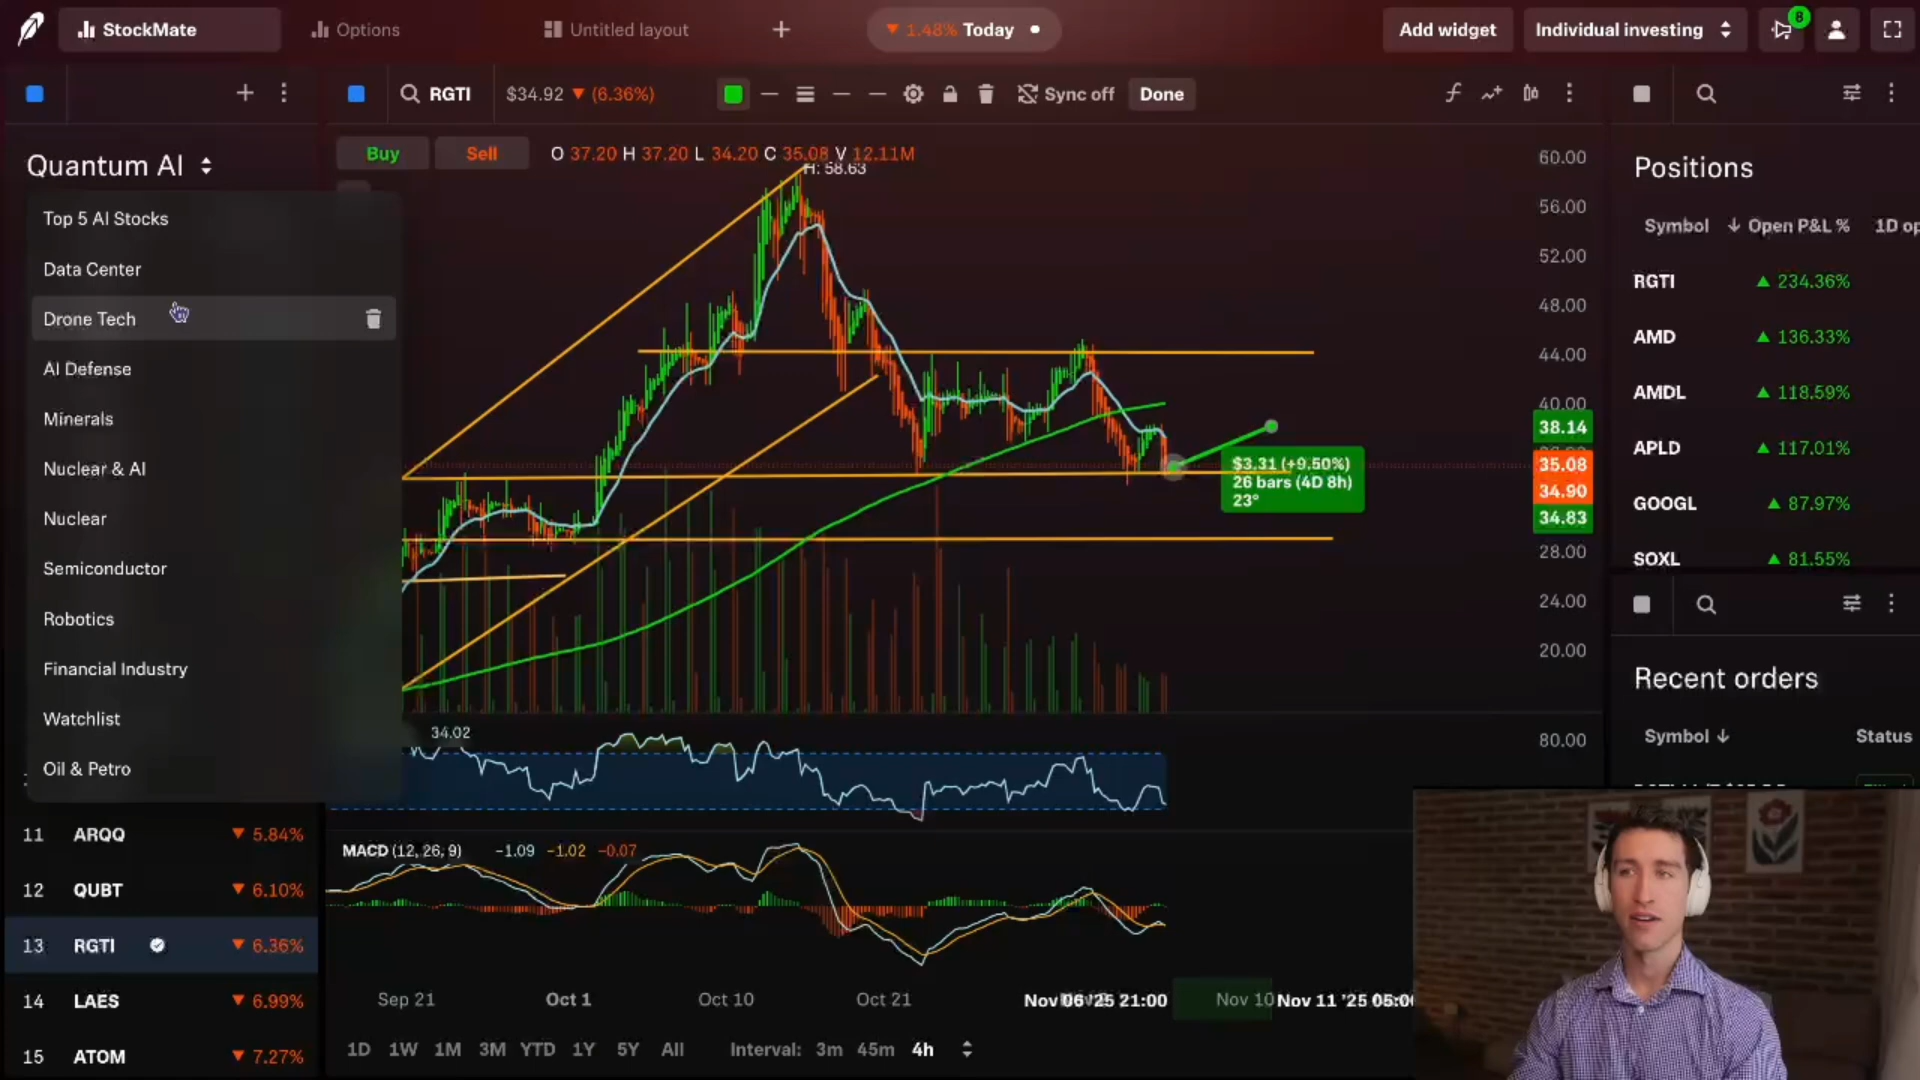 StockMate
Options
Untitled layout
1.48% Today
Add widget
Individual investing
8
RGTI
$34.92 (6.36%)
Sync off
Done
Quantum AI
Top 5 AI Stocks
Data Center
Drone Tech
AI Defense
Minerals
Nuclear & AI
Nuclear
Semiconductor
Robotics
Financial Industry
Watchlist
Oil & Petro
11 ARQQ 5.84%
12 QUBT 6.10%
13 RGTI 6.36%
14 LAES 6.99%
15 ATOM 7.27%
Buy
Sell
O 37.20 H 37.20 L 34.20 C 35.08 V 12.11M
H: 58.63
60.00
56.00
52.00
48.00
44.00
40.00
38.14
35.08
34.90
34.83
28.00
24.00
20.00
$3.31 (+9.50%)
26 bars (4D 8h)
23°
34.02
80.00
MACD (12, 26, 9) −1.09 −1.02 −0.07
Sep 21
Oct 1
Oct 10
Oct 21
Nov 06 '25 21:00
Nov 10
Nov 11 '25
1D 1W 1M 3M YTD 1Y 5Y All
Interval: 3m 45m 4h
Positions
Symbol Open P&L % 1D op
RGTI 234.36%
AMD 136.33%
AMDL 118.59%
APLD 117.01%
GOOGL 87.97%
SOXL 81.55%
Recent orders
Symbol Status